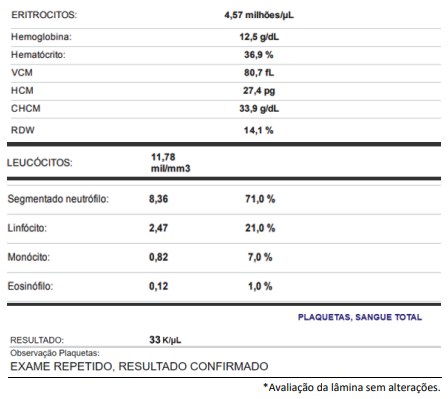 ERITROCITOS: 4,57 milhões/µL
Hemoglobina: 12,5 g/dL
Hematócrito: 36,9 %
VCM 80,7 fL
HCM 27,4 pg
CHCM 33,9 g/dL
RDW 14,1 %
LEUCÓCITOS: 11,78
mil/mm3
Segmentado neutrófilo: 8,36 71,0 %
Linfócito: 2,47 21,0 %
Monócito: 0,82 7,0 %
Eosinófilo: 0,12 1,0 %
PLAQUETAS, SANGUE TOTAL
RESULTADO: 33 K/µL
Observação Plaquetas:
EXAME REPETIDO, RESULTADO CONFIRMADO
*Avaliação da lâmina sem alterações.